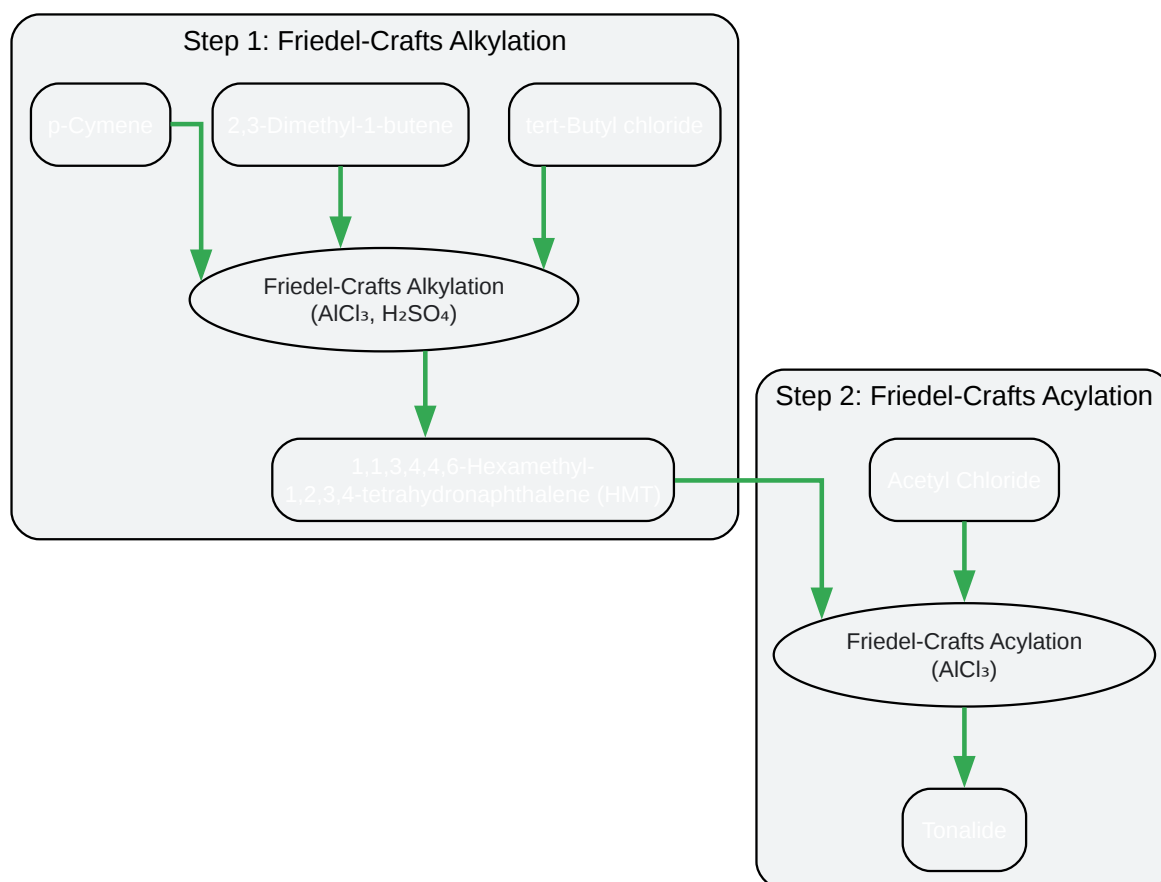 Step 1: Friedel-Crafts Alkylation
p-Cymene
2,3-Dimethyl-1-butene
tert-Butyl chloride
Friedel-Crafts Alkylation
(AlCl₃, H₂SO₄)
1,1,3,4,4,6-Hexamethyl-
1,2,3,4-tetrahydronaphthalene (HMT)
Step 2: Friedel-Crafts Acylation
Acetyl Chloride
Friedel-Crafts Acylation
(AlCl₃)
Tonalide